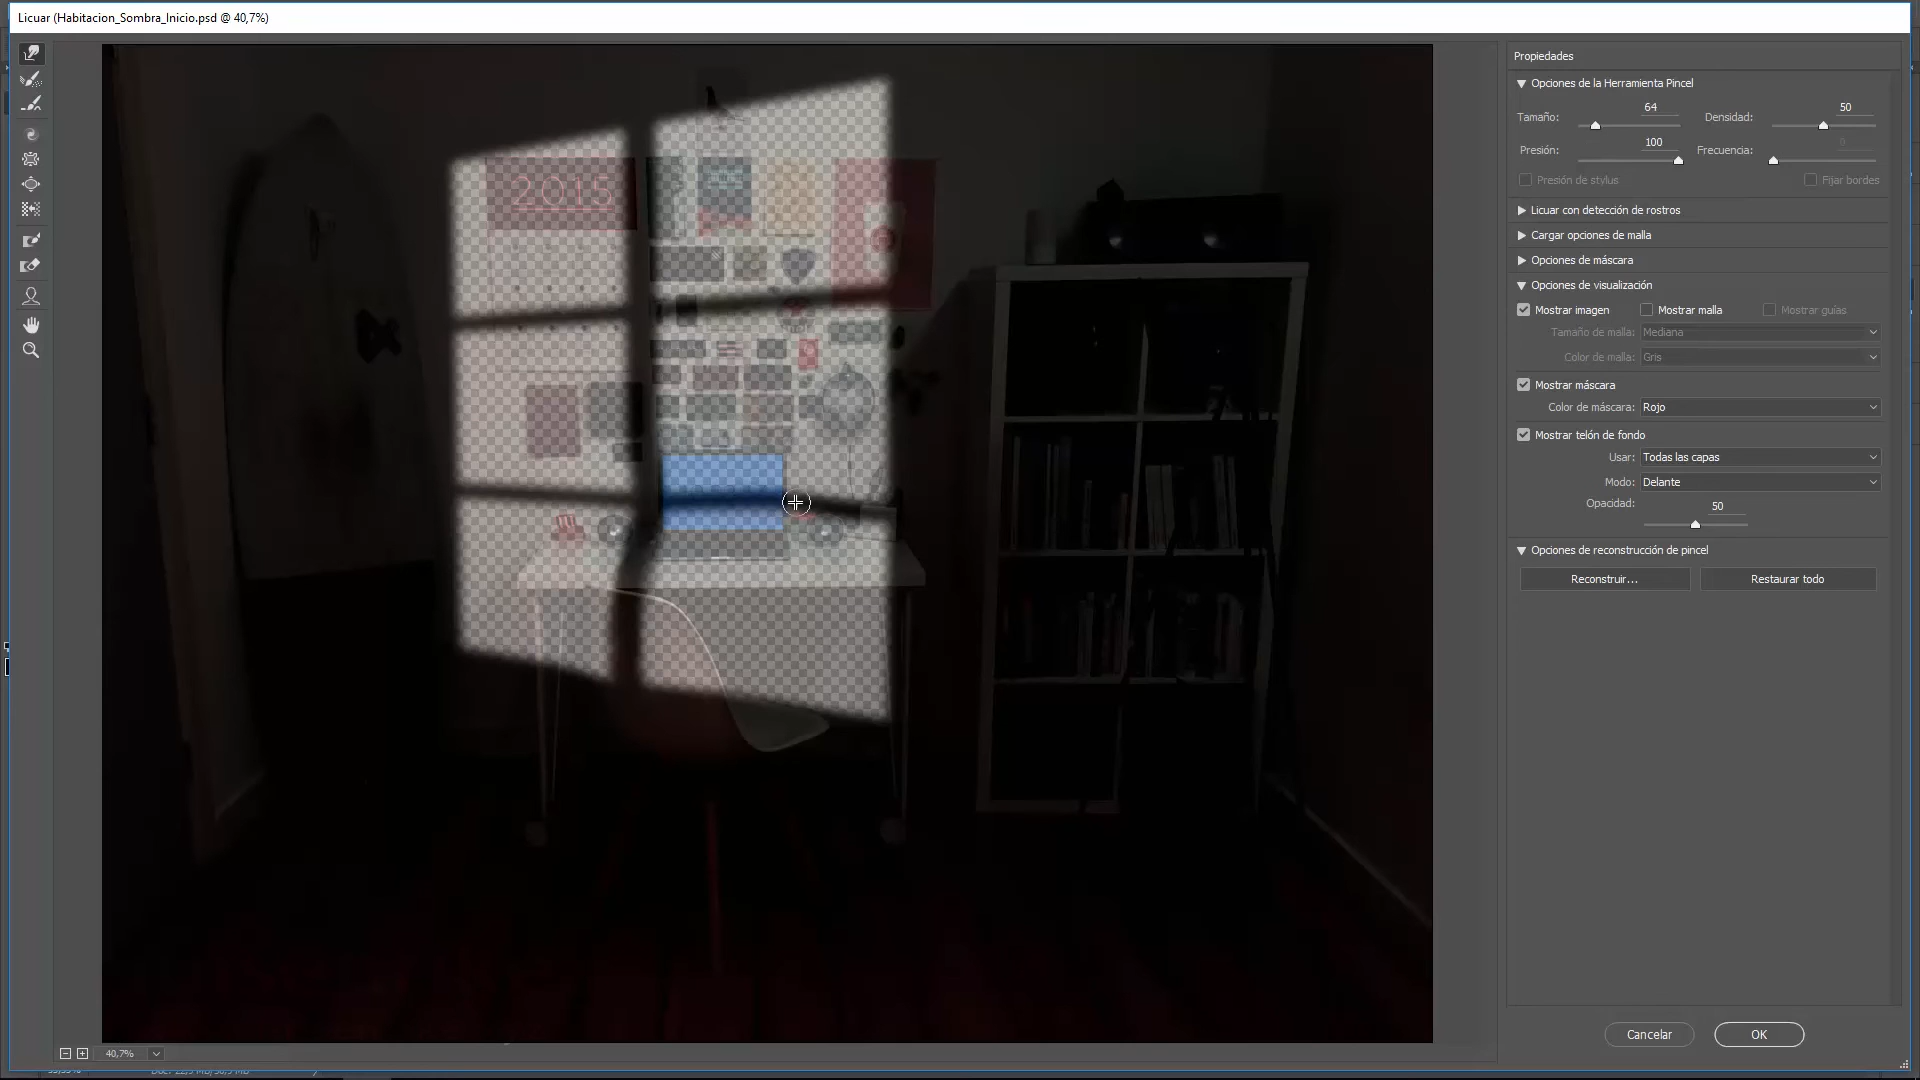 Licuar (Habitacion_Sombra_Inicio.psd @ 40,7%)
Propiedades
Opciones de la Herramienta Pincel
Tamaño: 64 Densidad: 50
Presión: 100 Frecuencia: 0
Presión de stylus Fijar bordes
Licuar con detección de rostros
Cargar opciones de malla
Opciones de máscara
Opciones de visualización
Mostrar imagen Mostrar malla Mostrar guías
Tamaño de malla: Mediana
Color de malla: Gris
Mostrar máscara
Color de máscara: Rojo
Mostrar telón de fondo
Usar: Todas las capas
Modo: Delante
Opacidad: 50
Opciones de reconstrucción de pincel
Reconstruir... Restaurar todo
2015
Cancelar OK
40,7%